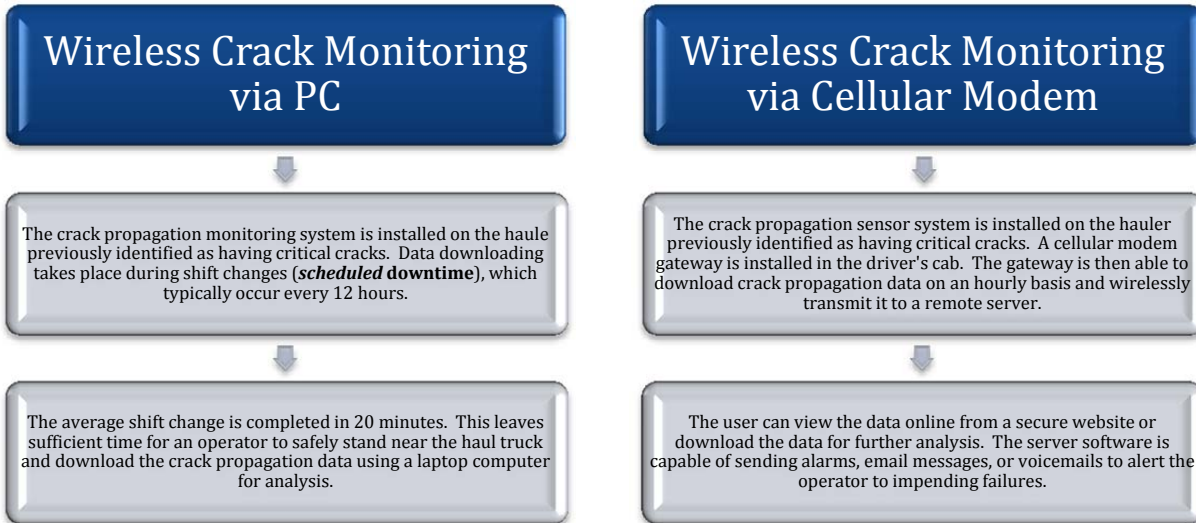 Wireless Crack Monitoring
via PC
The crack propagation monitoring system is installed on the haule
previously identified as having critical cracks.  Data downloading
takes place during shift changes (scheduled downtime), which
typically occur every 12 hours.
The average shift change is completed in 20 minutes.  This leaves
sufficient time for an operator to safely stand near the haul truck
and download the crack propagation data using a laptop computer
for analysis.
Wireless Crack Monitoring
via Cellular Modem
The crack propagation sensor system is installed on the hauler
previously identified as having critical cracks.  A cellular modem
gateway is installed in the driver's cab.  The gateway is then able to
download crack propagation data on an hourly basis and wirelessly
transmit it to a remote server.
The user can view the data online from a secure website or
download the data for further analysis.  The server software is
capable of sending alarms, email messages, or voicemails to alert the
operator to impending failures.